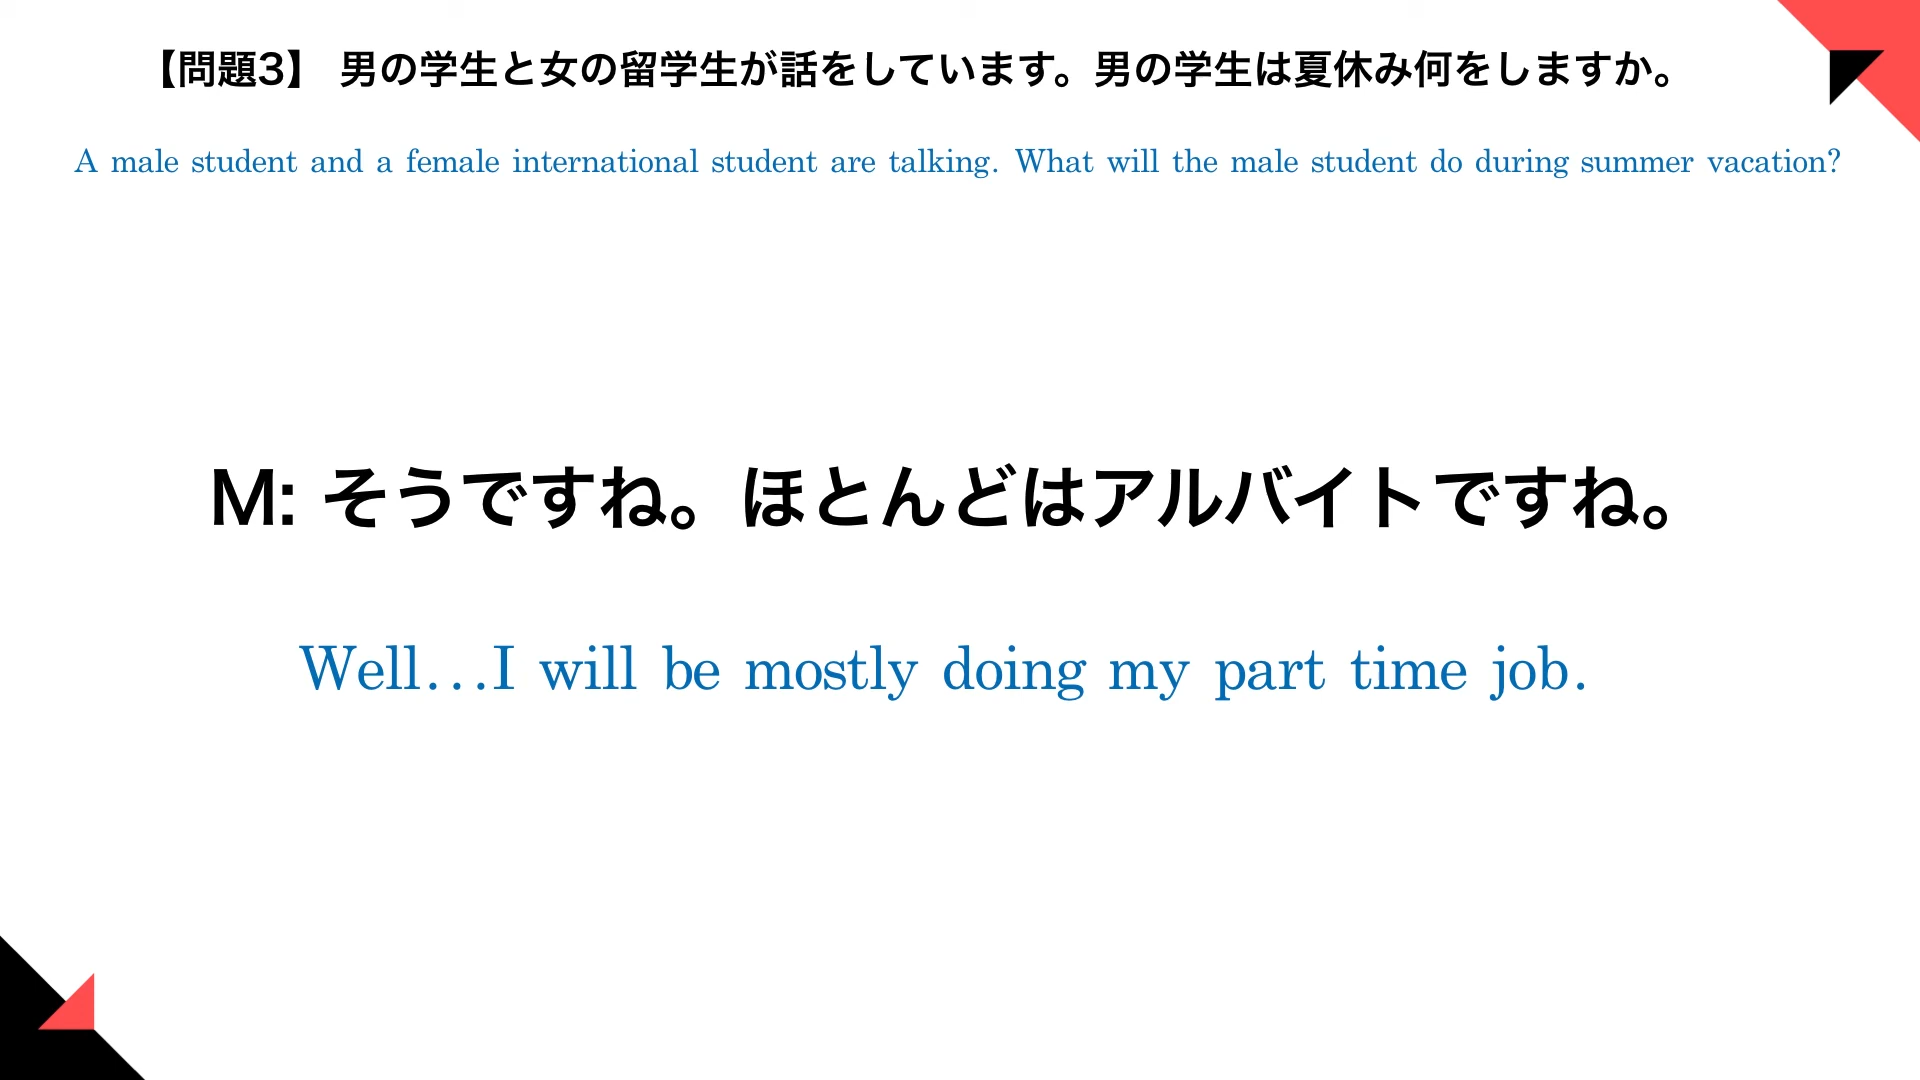 【問題3】 男の学生と女の留学生が話をしています。男の学生は夏休み何をしますか。
A male student and a female international student are talking. What will the male student do during summer vacation?
M: そうですね。ほとんどはアルバイトですね。
Well...I will be mostly doing my part time job.